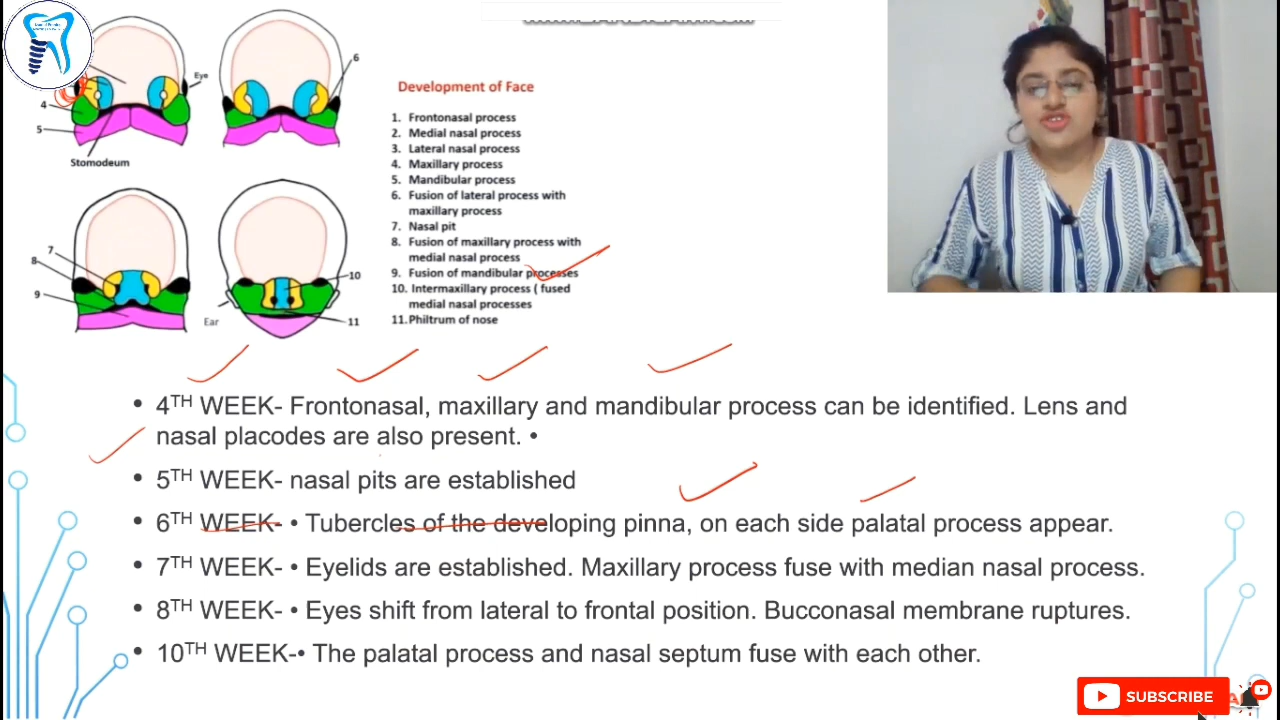 Eye
6
4
5
Stomodeum
Development of Face
1. Frontonasal process
2. Medial nasal process
3. Lateral nasal process
4. Maxillary process
5. Mandibular process
6. Fusion of lateral process with
maxillary process
7. Nasal pit
8. Fusion of maxillary process with
medial nasal process
9. Fusion of mandibular processes
10. Intermaxillary process ( fused
medial nasal processes
11. Philtrum of nose
7
8
9
10
Ear
11
• 4TH WEEK- Frontonasal, maxillary and mandibular process can be identified. Lens and
nasal placodes are also present. •
• 5TH WEEK- nasal pits are established
• 6TH WEEK- • Tubercles of the developing pinna, on each side palatal process appear.
• 7TH WEEK- • Eyelids are established. Maxillary process fuse with median nasal process.
• 8TH WEEK- • Eyes shift from lateral to frontal position. Bucconasal membrane ruptures.
• 10TH WEEK-• The palatal process and nasal septum fuse with each other.
SUBSCRIBE